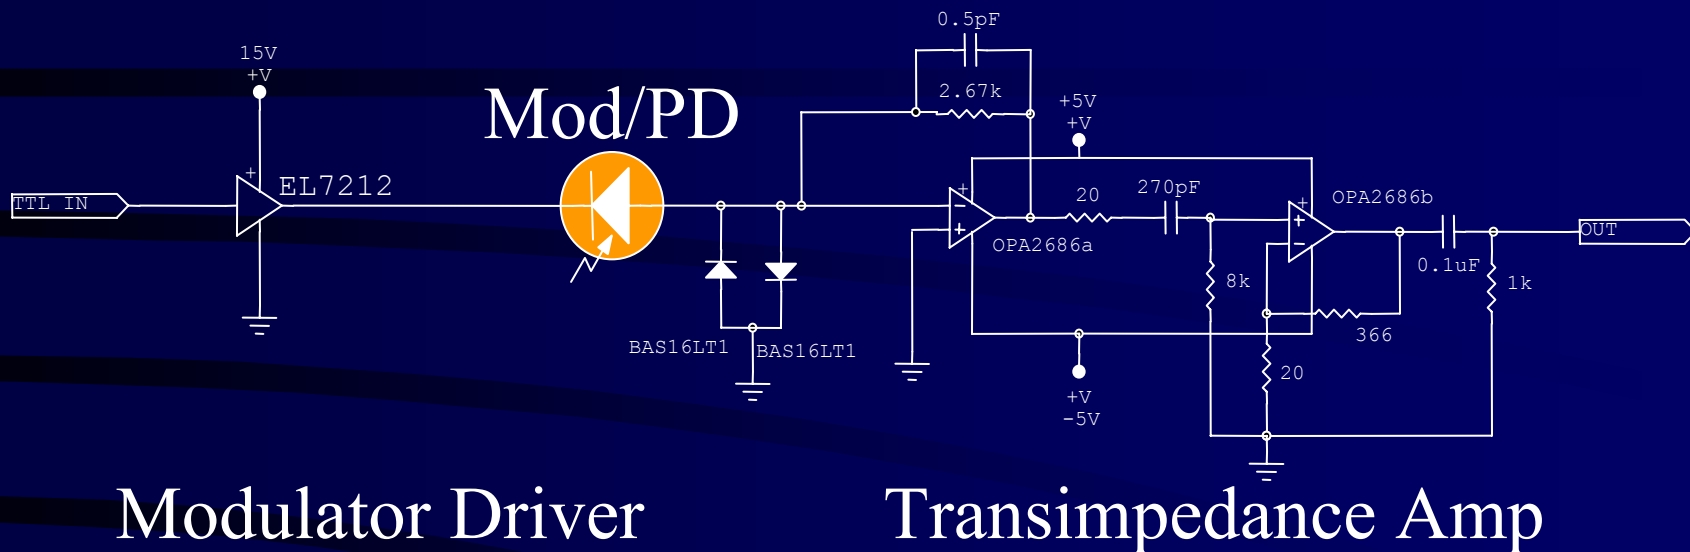 0.5pF
15V
+V
Mod/PD
2.67k
+5V
+V
TTL IN
EL7212
+
+
−
+
OPA2686a
20
270pF
OPA2686b
+
+
−
OUT
0.1uF
8k
1k
366
BAS16LT1
BAS16LT1
20
+V
-5V
Modulator Driver
Transimpedance Amp